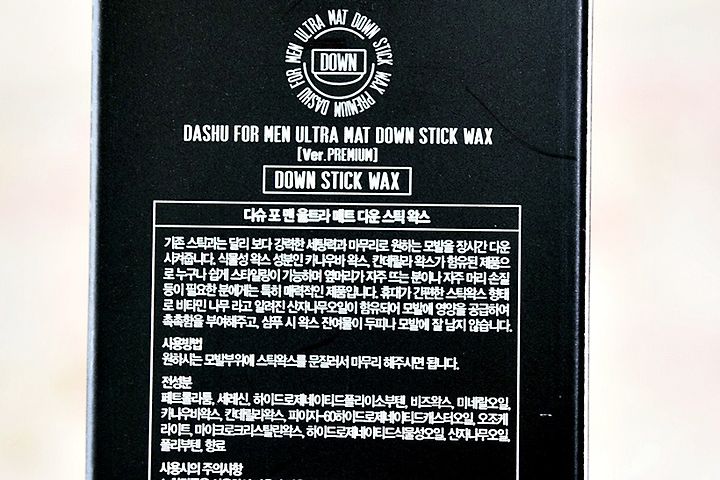 DASHU FOR MEN ULTRA MAT DOWN STICK WAX PREMIUM
DOWN
DASHU FOR MEN ULTRA MAT DOWN STICK WAX
[Ver.PREMIUM]
DOWN STICK WAX
다슈 포 맨 울트라 매트 다운 스틱 왁스
기존 스틱과는 달리 보다 강력한 세팅력과 마무리로 원하는 모발을 장시간 다운
시켜줍니다. 식물성 왁스 성분인 카나우바 왁스, 칸데릴라 왁스가 함유된 제품으
로 누구나 쉽게 스타일링이 가능하며 옆머리가 자주 뜨는 분이나 자주 머리 손질
등이 필요한 분에게는 특히 매력적인 제품입니다. 휴대가 간편한 스틱왁스 형태
로 비타민 나무 라고 알려진 산자나무오일이 함유되어 모발에 영양을 공급하여
촉촉함을 부여해주고, 샴푸 시 왁스 잔여물이 두피나 모발에 잘 남지 않습니다.
사용방법
원하시는 모발부위에 스틱왁스를 문질러서 마무리 해주시면 됩니다.
전성분
페트롤라툼, 세레신, 하이드로제네이티드폴리이소부텐, 비즈왁스, 미네랄오일,
카나우바왁스, 칸데릴라왁스, 피이지-60하이드로제네이티드캐스터오일, 오조케
라이트, 마이크로크리스탈린왁스, 하이드로제네이티드식물성오일, 산자나무오일,
폴리부텐, 향료
사용시의 주의사항